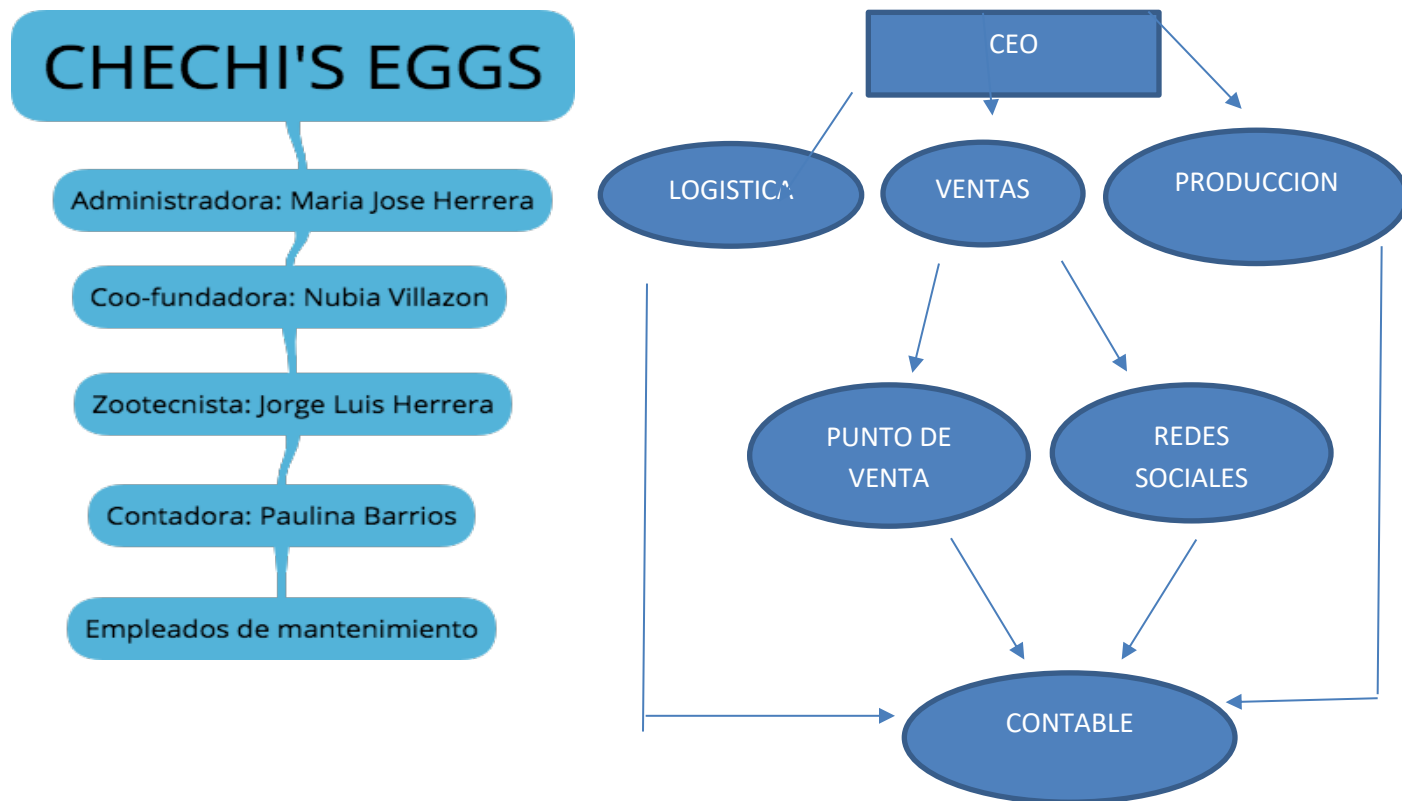 CHECHI'S EGGS
Administradora: Maria Jose Herrera
Coo-fundadora: Nubia Villazon
Zootecnista: Jorge Luis Herrera
Contadora: Paulina Barrios
Empleados de mantenimiento
CEO
LOGISTICA
VENTAS
PRODUCCION
PUNTO DE
VENTA
REDES
SOCIALES
CONTABLE